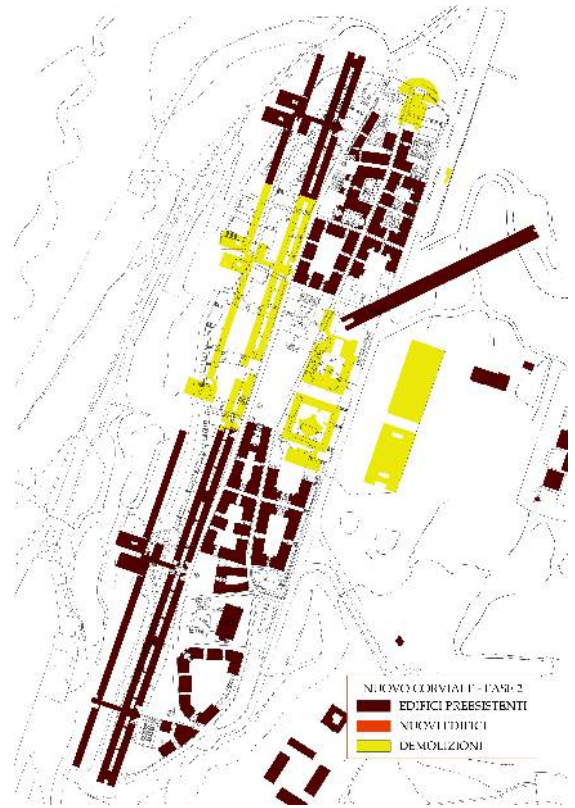 NUOVO CORVIALE - FASE 2
EDIFICI PREESISTENTI
NUOVI EDIFICI
DEMOLIZIONI